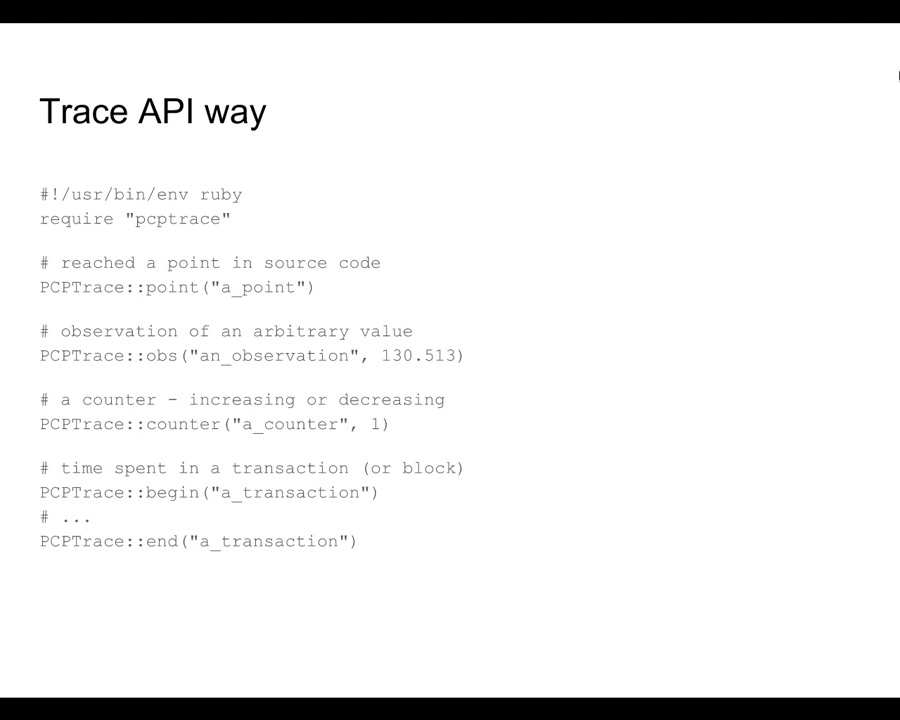 Trace API way
#!/usr/bin/env ruby
require "pcptrace"
# reached a point in source code
PCPTrace::point("a_point")
# observation of an arbitrary value
PCPTrace::obs("an_observation", 130.513)
# a counter - increasing or decreasing
PCPTrace::counter("a_counter", 1)
# time spent in a transaction (or block)
PCPTrace::begin("a_transaction")
# ...
PCPTrace::end("a_transaction")